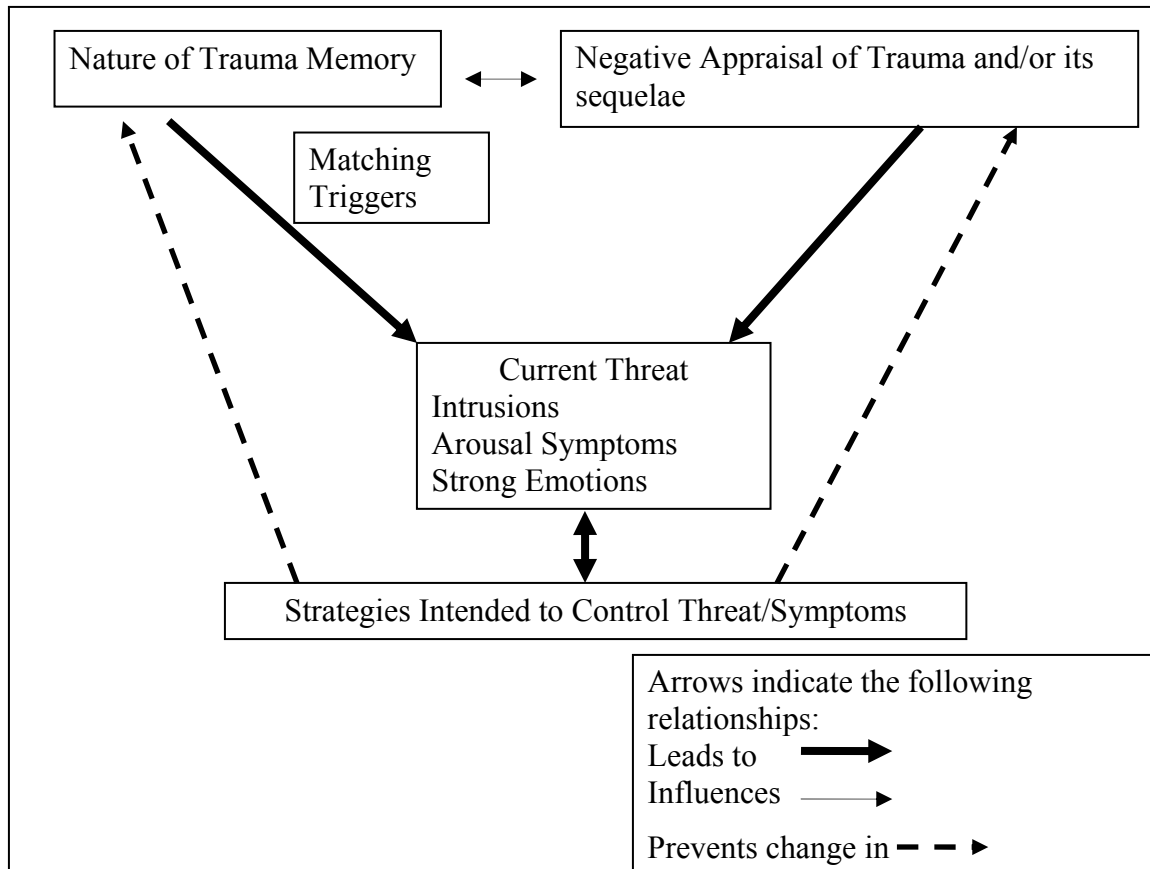 Nature of Trauma Memory
Negative Appraisal of Trauma and/or its
sequelae
Matching
Triggers
Current Threat
Intrusions
Arousal Symptoms
Strong Emotions
Strategies Intended to Control Threat/Symptoms
Arrows indicate the following
relationships:
Leads to
Influences
Prevents change in